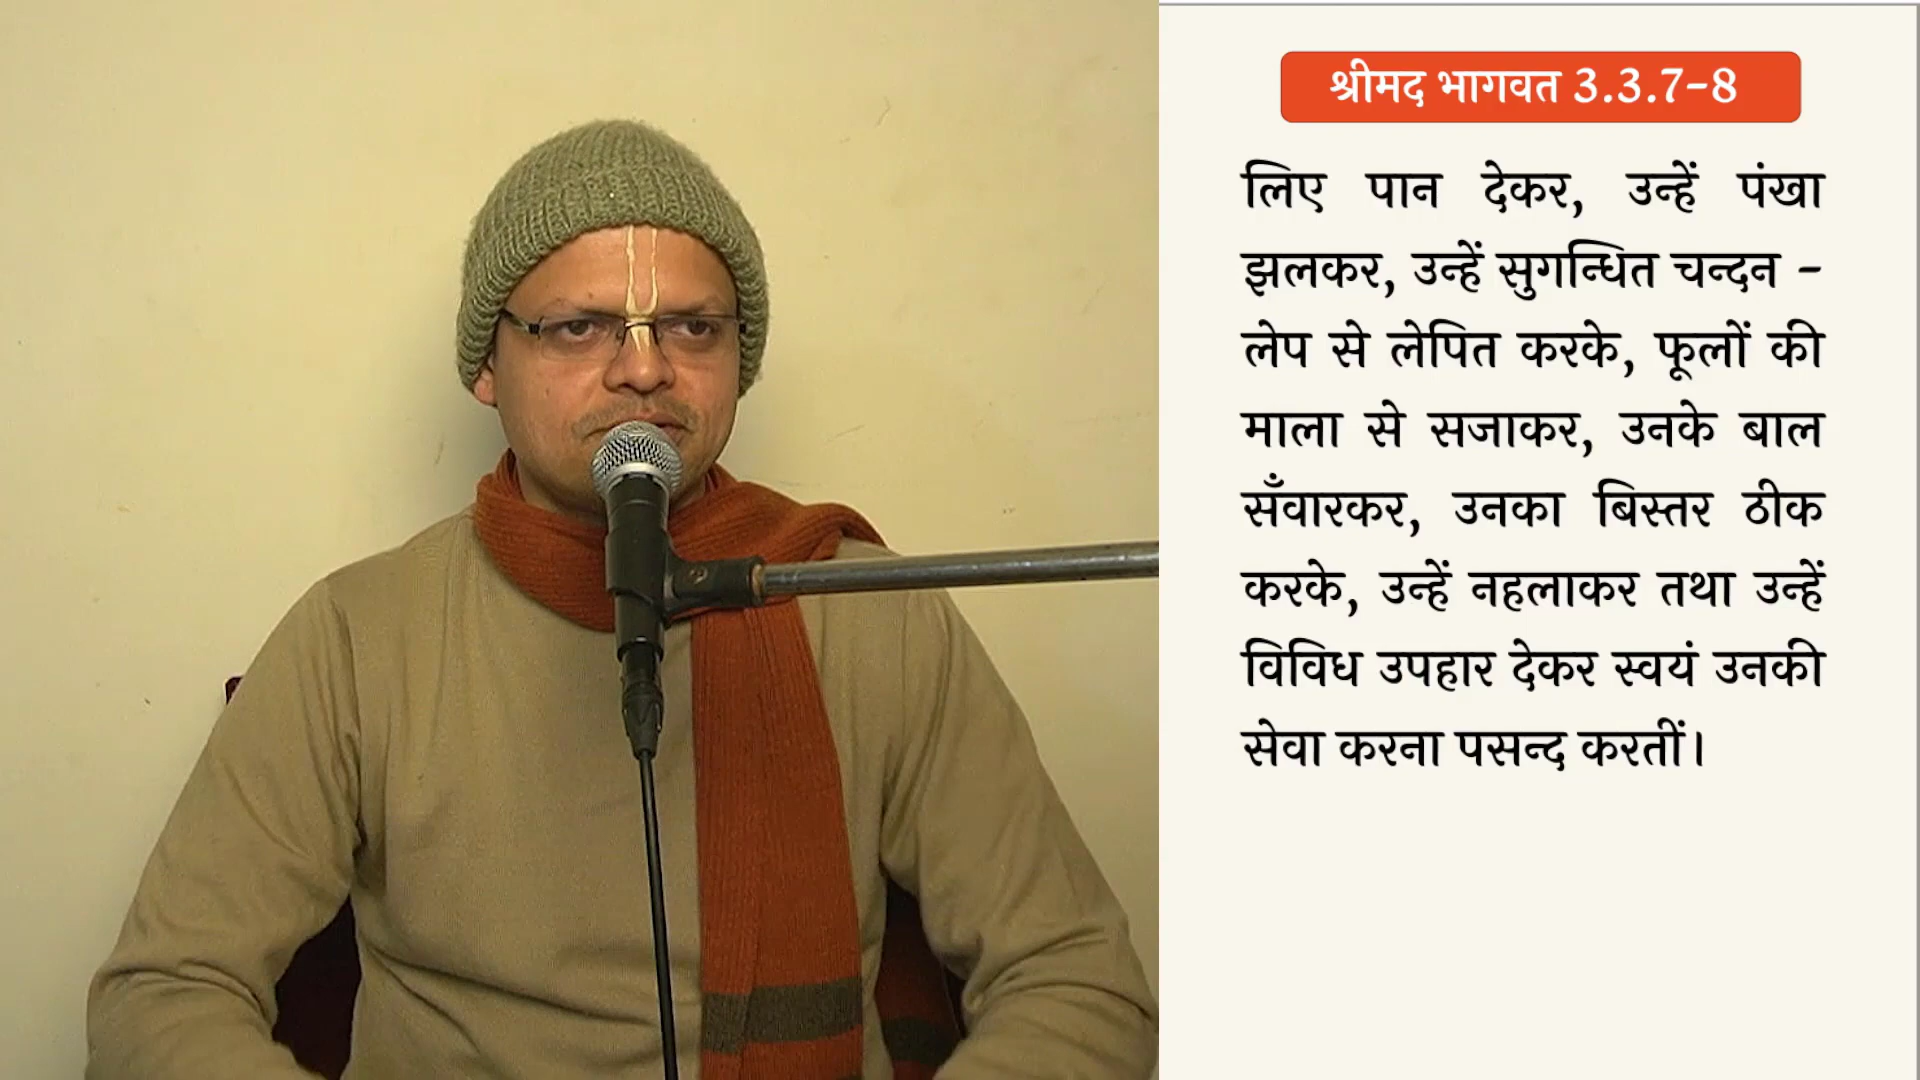 श्रीमद भागवत 3.3.7-8
लिए पान देकर, उन्हें पंखा
झलकर, उन्हें सुगन्धित चन्दन -
लेप से लेपित करके, फूलों की
माला से सजाकर, उनके बाल
सँवारकर, उनका बिस्तर ठीक
करके, उन्हें नहलाकर तथा उन्हें
विविध उपहार देकर स्वयं उनकी
सेवा करना पसन्द करतीं।